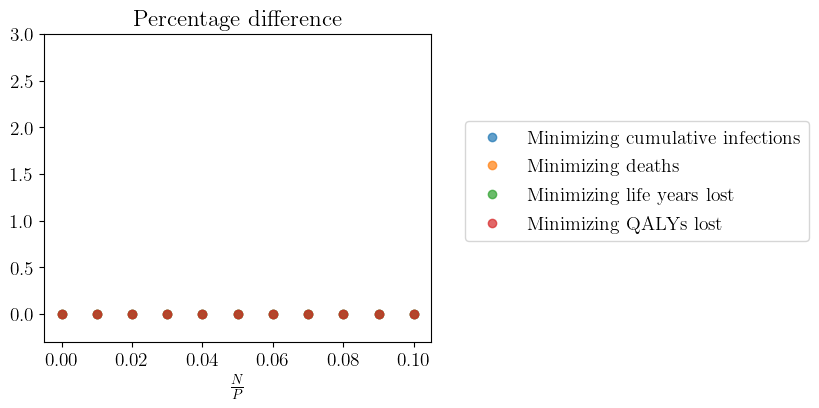 Percentage difference
3.0
2.5
2.0
1.5
1.0
0.5
0.0
0.00 0.02 0.04 0.06 0.08 0.10
N
P
Minimizing cumulative infections
Minimizing deaths
Minimizing life years lost
Minimizing QALYs lost